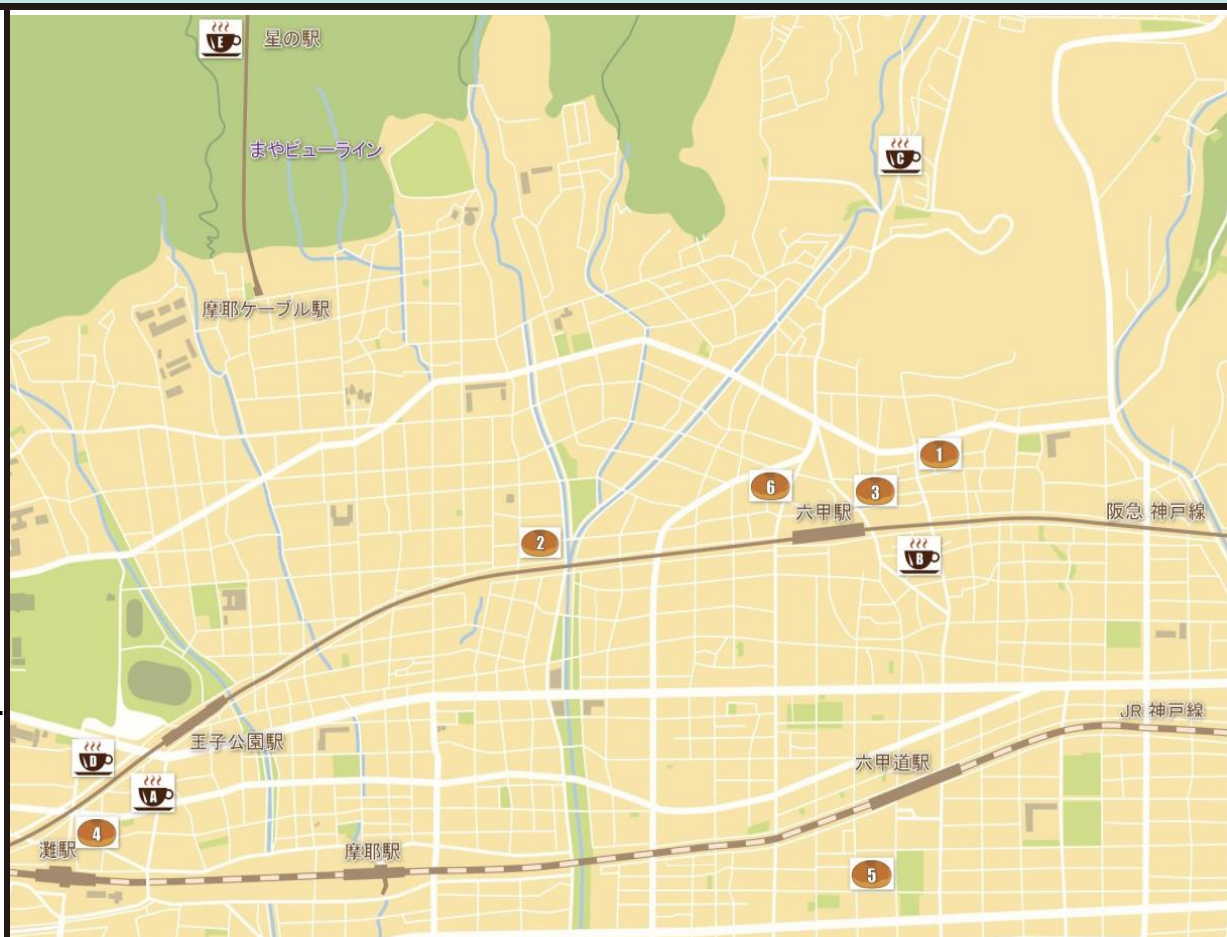 E
星の駅
まやビューライン
C
摩耶ケーブル駅
1
6
3
六甲駅
阪急 神戸線
2
B
JR 神戸線
王子公園駅
D
六甲道駅
A
4
灘駅
摩耶駅
5